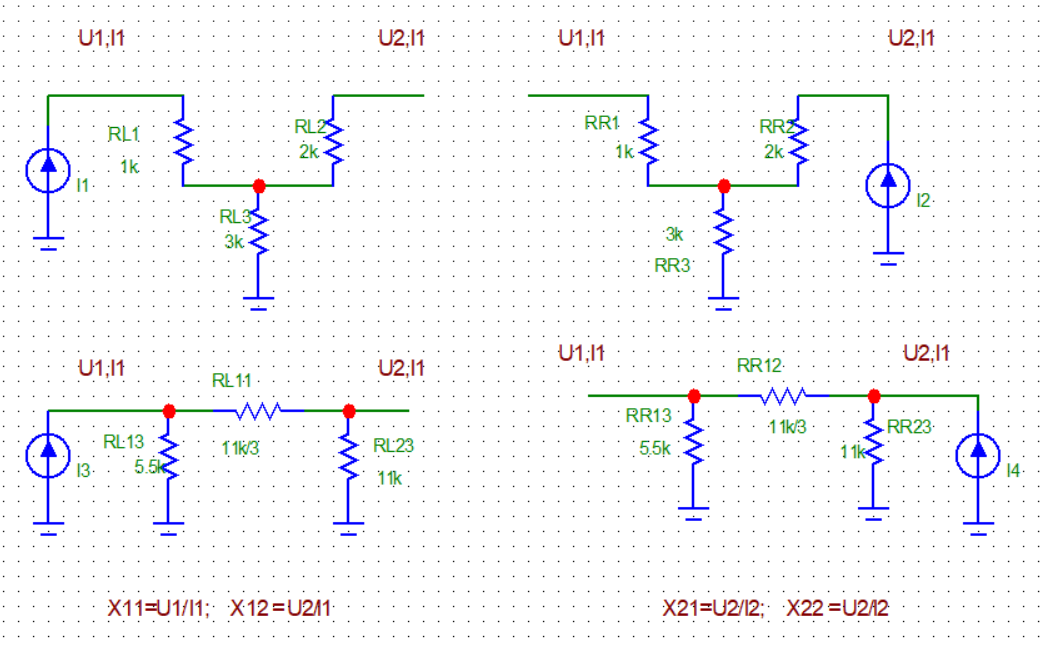 U1,I1 U2,I1 U1,I1 U2,I1
RL1 RL2 RR1 RR2
1k 2k 1k 2k
I1 I2
RL3 3k
3k RR3
U1,I1 U2,I1 U1,I1 U2,I1
RL11 RR12
RL13 RL23 RR13 RR23
5.5k 11k/3 11k 5.5k 11k/3 11k
I3 I4
X11=U1/I1; X12=U2/I1 X21=U2/I2; X22=U2/I2